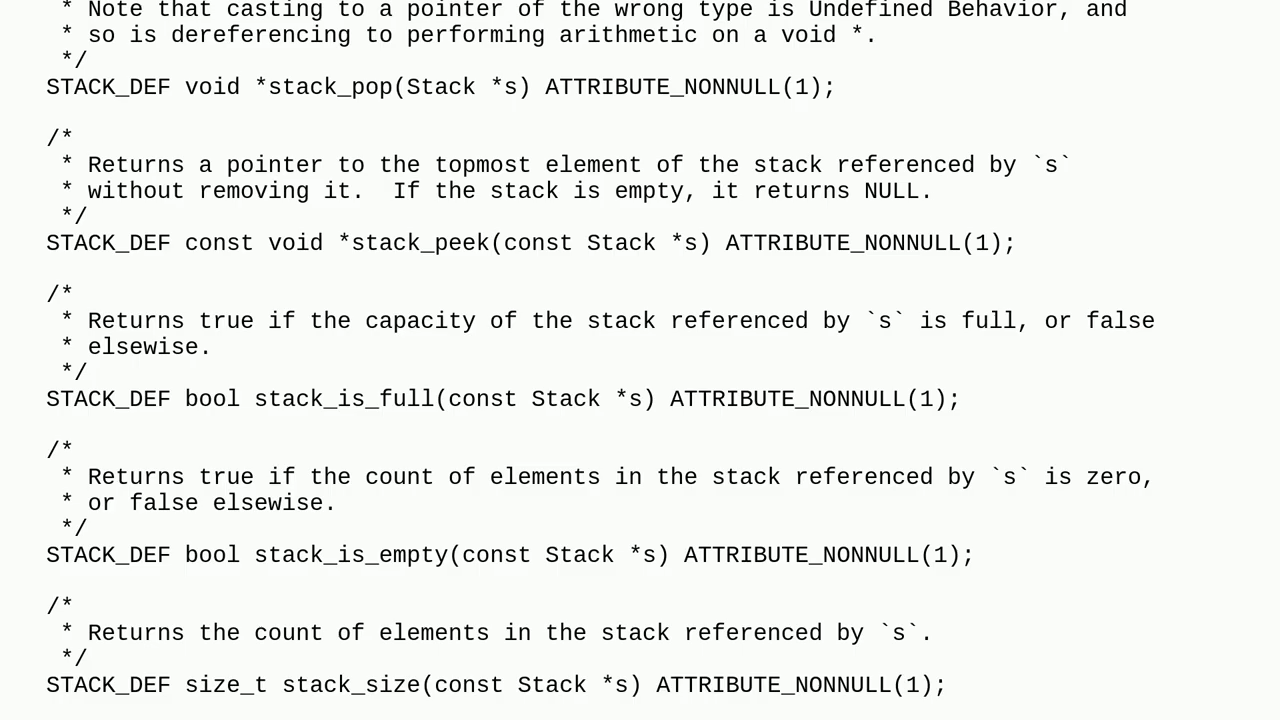 * Note that casting to a pointer of the wrong type is Undefined Behavior, and
 * so is dereferencing to performing arithmetic on a void *.
 */
STACK_DEF void *stack_pop(Stack *s) ATTRIBUTE_NONNULL(1);

/*
 * Returns a pointer to the topmost element of the stack referenced by `s`
 * without removing it.  If the stack is empty, it returns NULL.
 */
STACK_DEF const void *stack_peek(const Stack *s) ATTRIBUTE_NONNULL(1);

/*
 * Returns true if the capacity of the stack referenced by `s` is full, or false
 * elsewise.
 */
STACK_DEF bool stack_is_full(const Stack *s) ATTRIBUTE_NONNULL(1);

/*
 * Returns true if the count of elements in the stack referenced by `s` is zero,
 * or false elsewise.
 */
STACK_DEF bool stack_is_empty(const Stack *s) ATTRIBUTE_NONNULL(1);

/*
 * Returns the count of elements in the stack referenced by `s`.
 */
STACK_DEF size_t stack_size(const Stack *s) ATTRIBUTE_NONNULL(1);